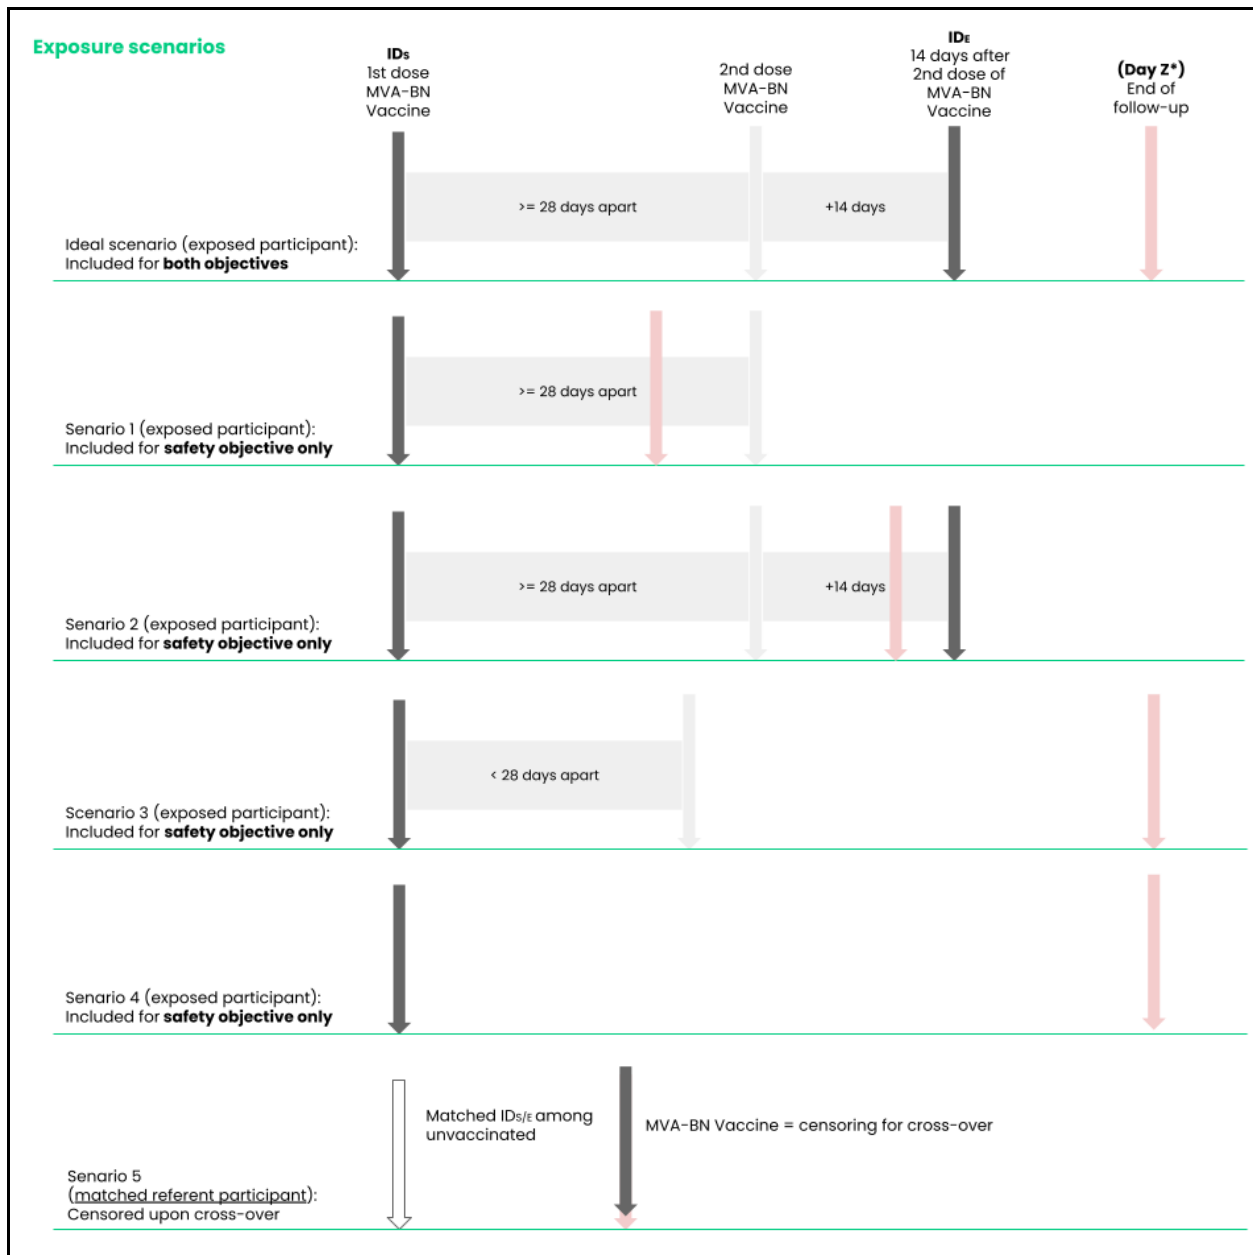 Exposure scenarios
IDS
1st dose
MVA-BN
Vaccine
2nd dose
MVA-BN
Vaccine
IDE
14 days after
2nd dose of
MVA-BN
Vaccine
(Day Z*)
End of
follow-up
>= 28 days apart
+14 days
Ideal scenario (exposed participant):
Included for both objectives
>= 28 days apart
Senario 1 (exposed participant):
Included for safety objective only
>= 28 days apart
+14 days
Senario 2 (exposed participant):
Included for safety objective only
< 28 days apart
Scenario 3 (exposed participant):
Included for safety objective only
Senario 4 (exposed participant):
Included for safety objective only
Matched IDS/E among
unvaccinated
MVA-BN Vaccine = censoring for cross-over
Senario 5
(matched referent participant):
Censored upon cross-over